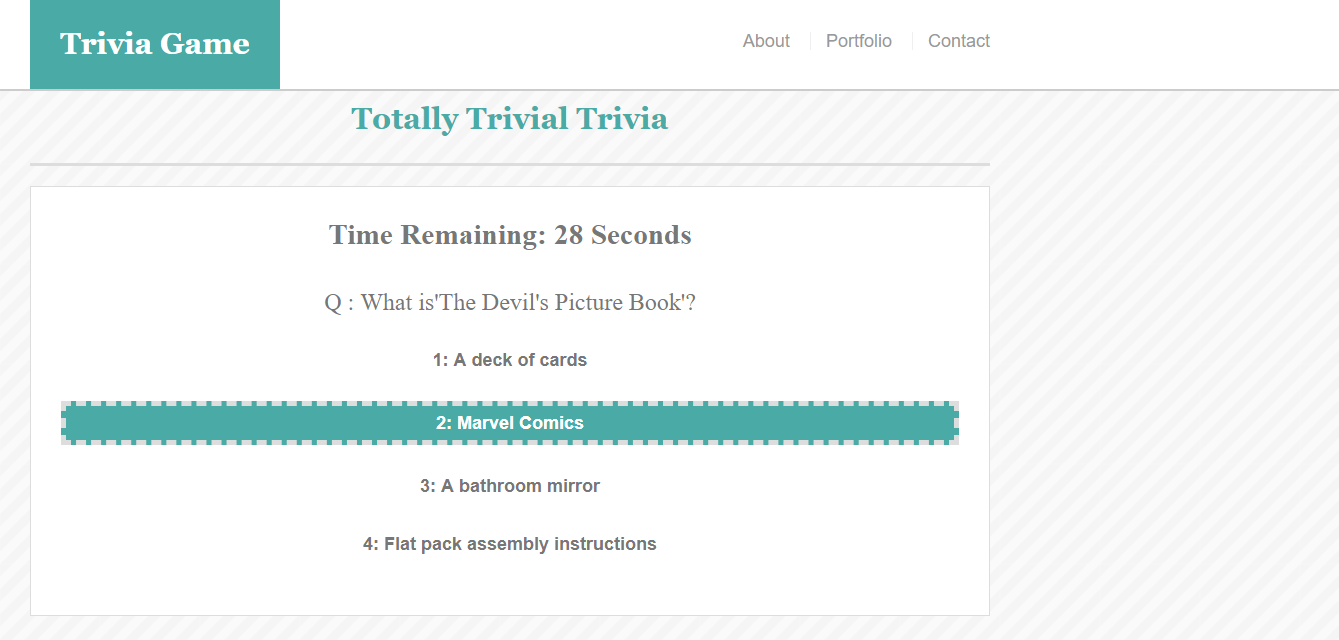 Trivia Game
About
Portfolio
Contact
Totally Trivial Trivia
Time Remaining: 28 Seconds
Q : What is'The Devil's Picture Book'?
1: A deck of cards
2: Marvel Comics
3: A bathroom mirror
4: Flat pack assembly instructions